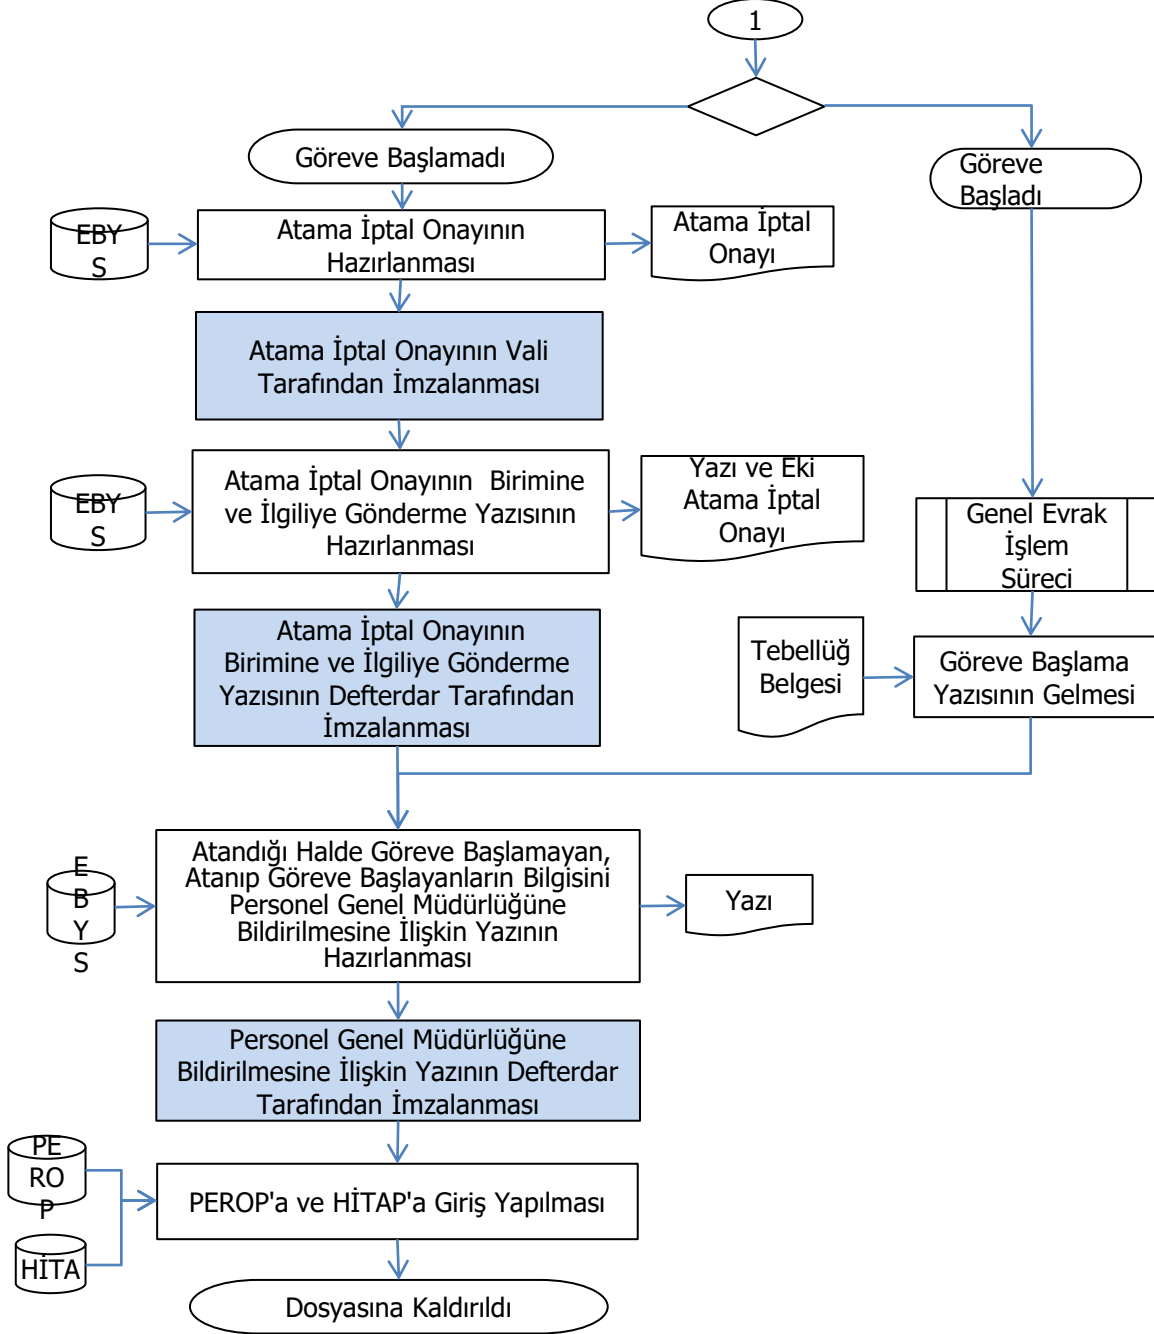 1
Göreve Başlamadı
Göreve
Başladı
EBY
S
Atama İptal Onayının
Hazırlanması
Atama İptal
Onayı
Atama İptal Onayının Vali
Tarafından İmzalanması
EBY
S
Atama İptal Onayının  Birimine
ve İlgiliye Gönderme Yazısının
Hazırlanması
Yazı ve Eki
Atama İptal
Onayı
Genel Evrak
İşlem
Süreci
Atama İptal Onayının
Birimine ve İlgiliye Gönderme
Yazısının Defterdar Tarafından
İmzalanması
Tebellüğ
Belgesi
Göreve Başlama
Yazısının Gelmesi
E
B
Y
S
Atandığı Halde Göreve Başlamayan,
Atanıp Göreve Başlayanların Bilgisini
Personel Genel Müdürlüğüne
Bildirilmesine İlişkin Yazının
Hazırlanması
Yazı
Personel Genel Müdürlüğüne
Bildirilmesine İlişkin Yazının Defterdar
Tarafından İmzalanması
PE
RO
P
HİTA
PEROP'a ve HİTAP'a Giriş Yapılması
Dosyasına Kaldırıldı